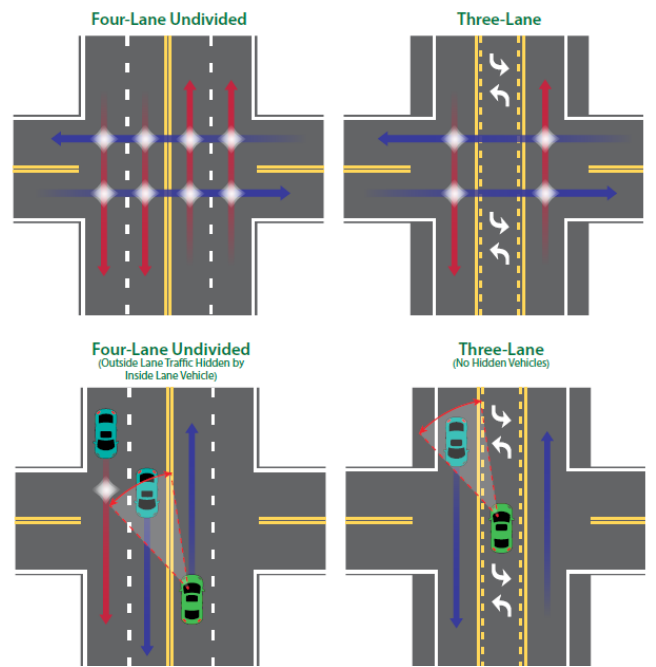 Four-Lane Undivided
Three-Lane
Four-Lane Undivided
(Outside Lane Traffic Hidden by
Inside Lane Vehicle)
Three-Lane
(No Hidden Vehicles)